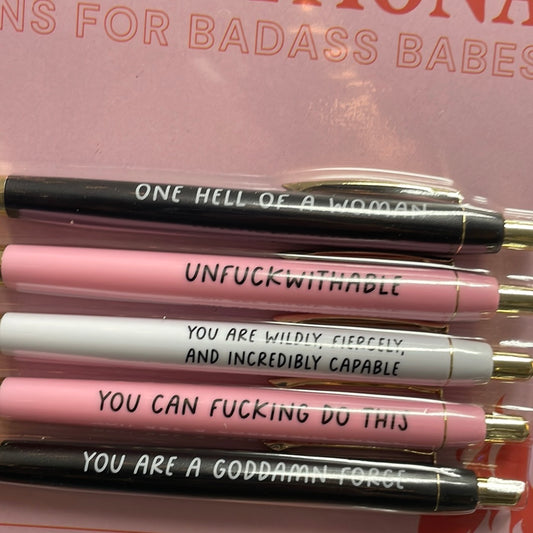 NS FOR BADASS BABES
ONE HELL OF A WOMAN
UNFUCKWITHABLE
YOU ARE WILDLY, FIERCELY,
AND INCREDIBLY CAPABLE
YOU CAN FUCKING DO THIS
YOU ARE A GODDAMN FORCE